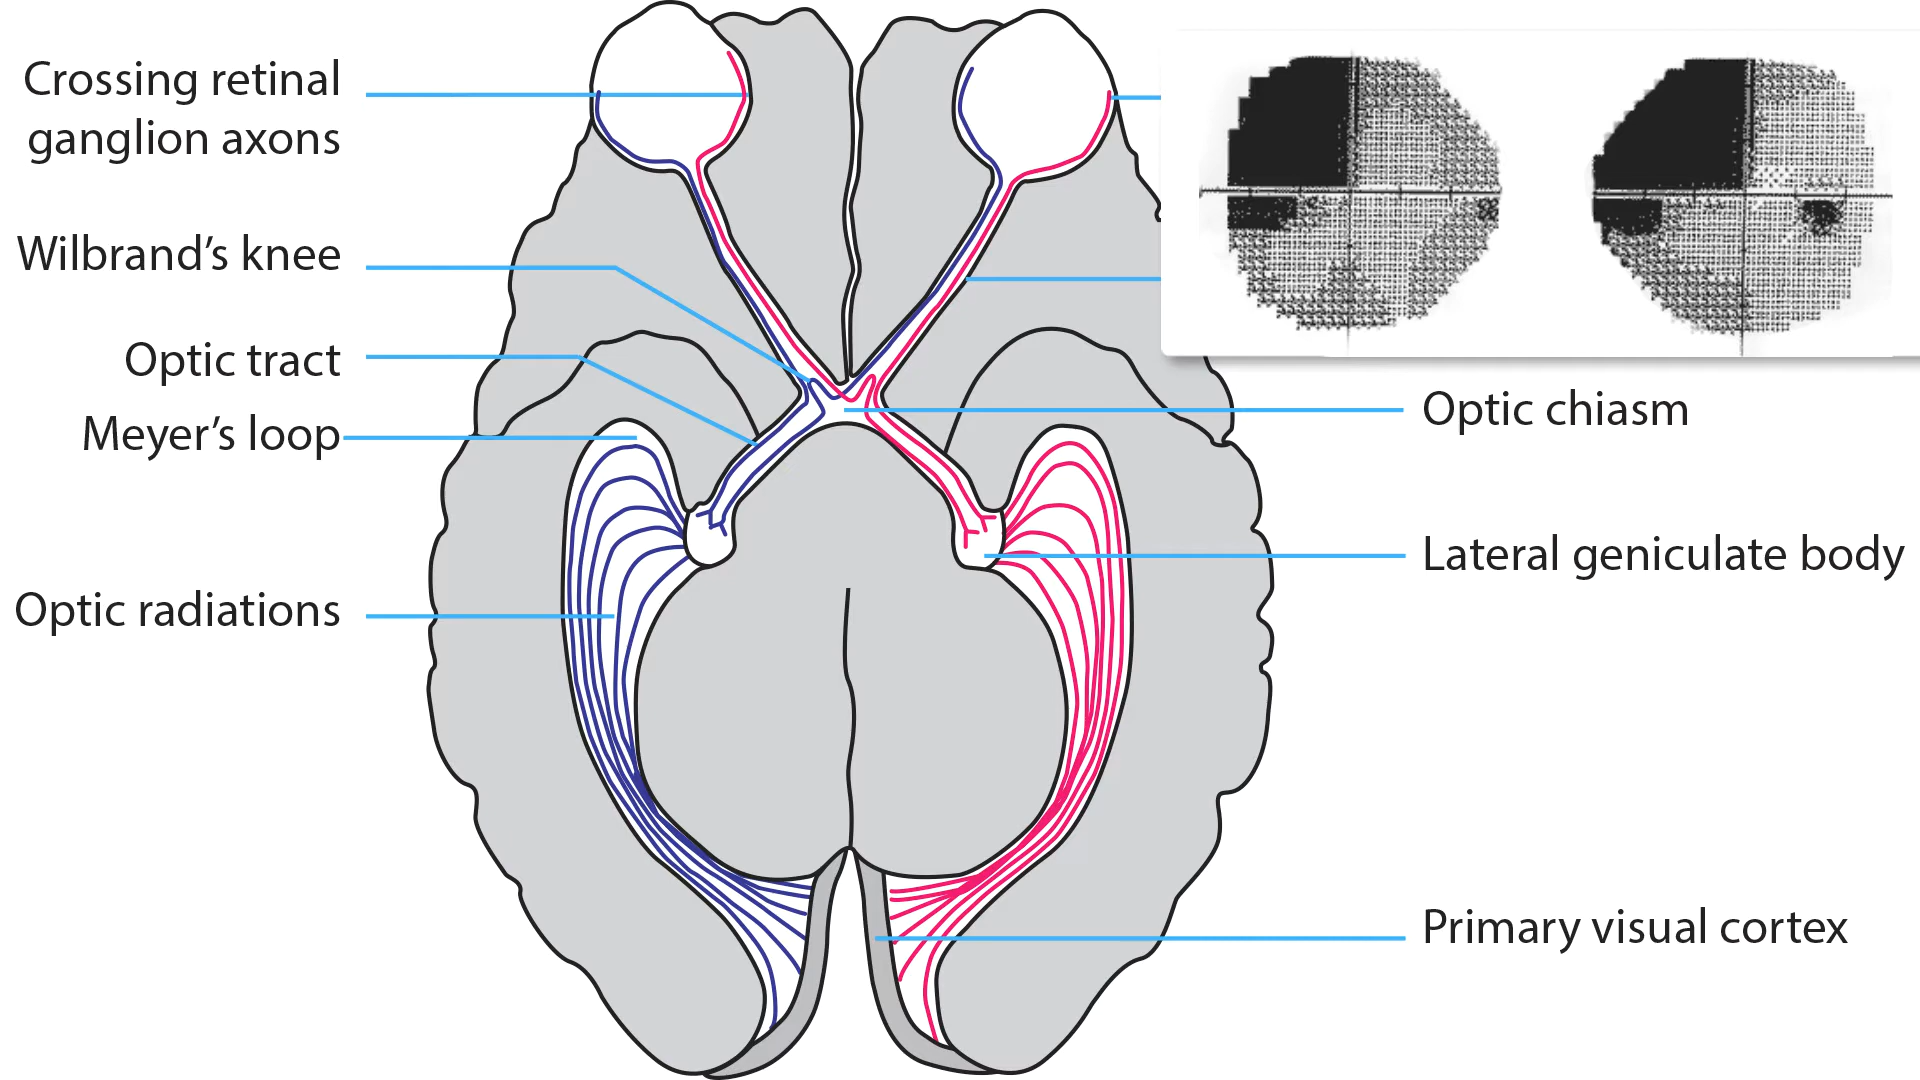 Crossing retinal
ganglion axons
Wilbrand’s knee
Optic tract
Meyer’s loop
Optic radiations
Optic chiasm
Lateral geniculate body
Primary visual cortex